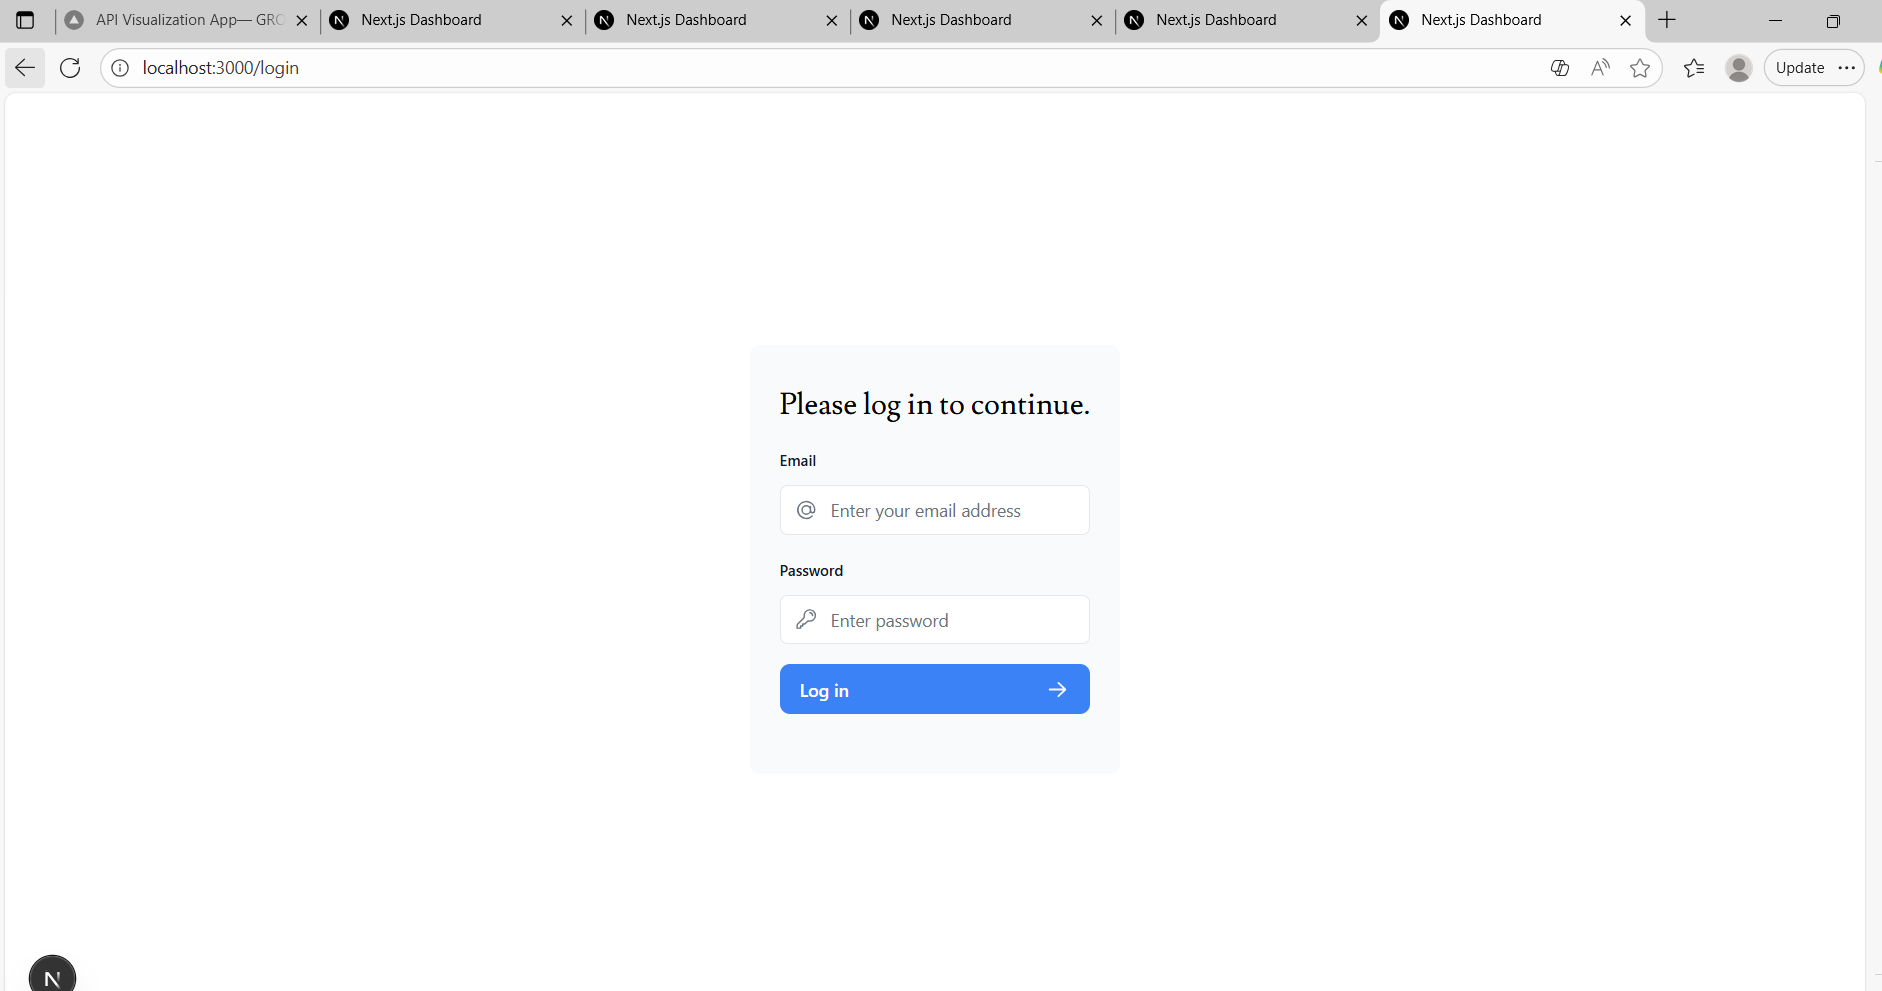 API Visualization App— GRO
Next.js Dashboard
Next.js Dashboard
Next.js Dashboard
Next.js Dashboard
Next.js Dashboard
localhost:3000/login
Update
Please log in to continue.
Email
Enter your email address
Password
Enter password
Log in
N